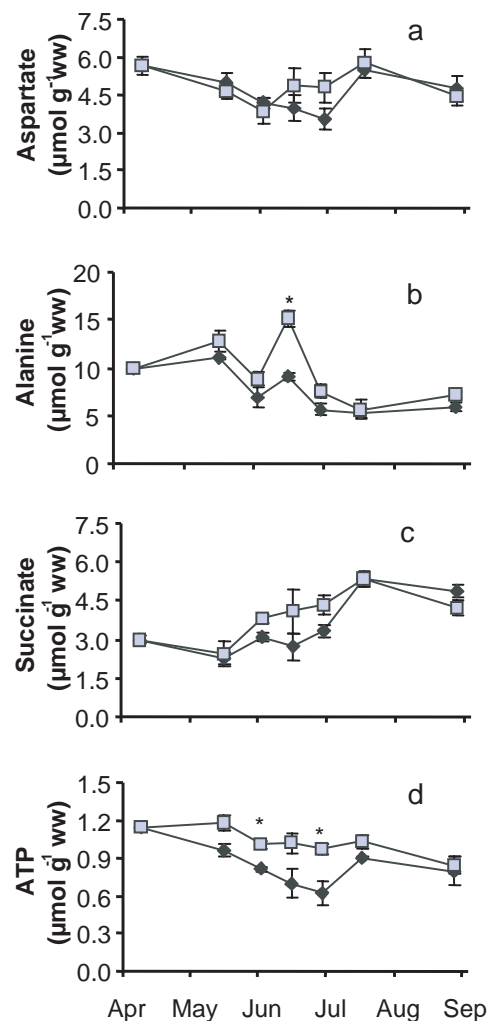 a
Aspartate
(µmol g⁻¹ww)
7.5
6.0
4.5
3.0
1.5
0.0
b
Alanine
(µmol g⁻¹ww)
20
15
10
5
0
*
c
Succinate
(µmol g⁻¹ww)
7.5
6.0
4.5
3.0
1.5
0.0
d
ATP
(µmol g⁻¹ ww)
1.5
1.2
0.9
0.6
0.3
0.0
* *
Apr May Jun Jul Aug Sep